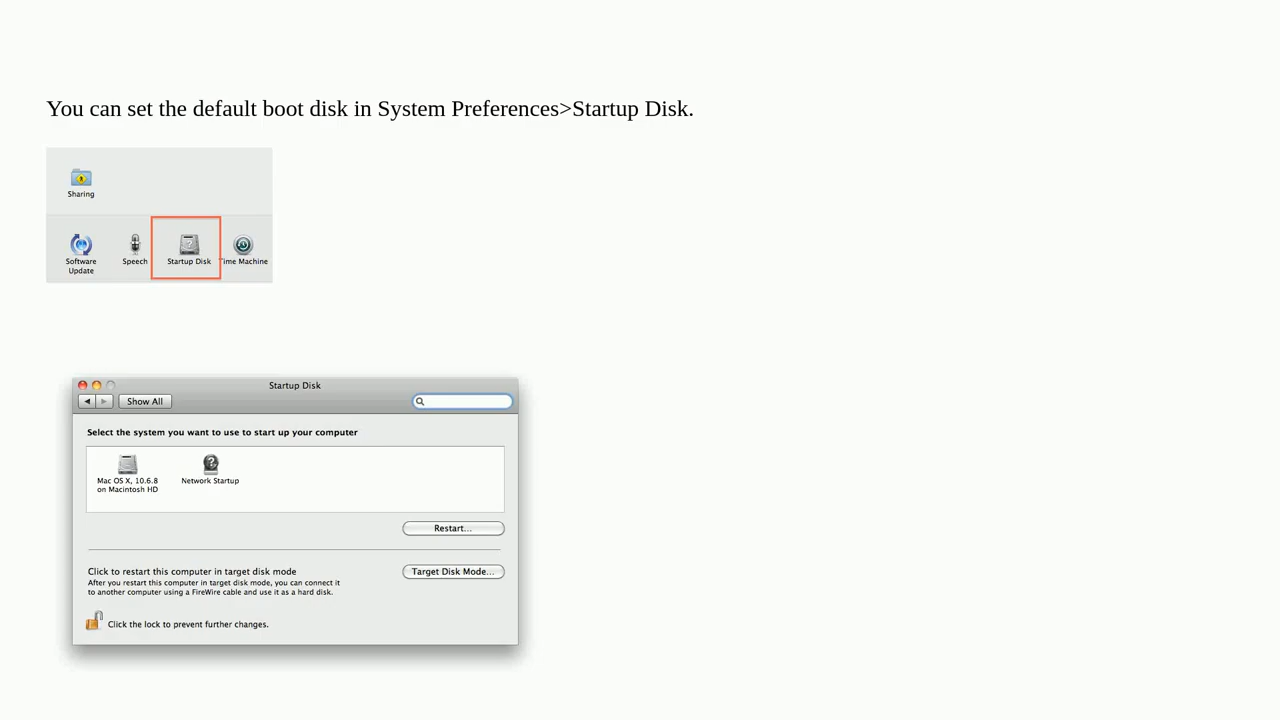 You can set the default boot disk in System Preferences>Startup Disk.
Sharing
Software Update
Speech
Startup Disk
Time Machine
Startup Disk
Show All
Select the system you want to use to start up your computer
Mac OS X, 10.6.8
on Macintosh HD
Network Startup
Restart...
Click to restart this computer in target disk mode
Target Disk Mode...
After you restart this computer in target disk mode, you can connect it
to another computer using a FireWire cable and use it as a hard disk.
Click the lock to prevent further changes.